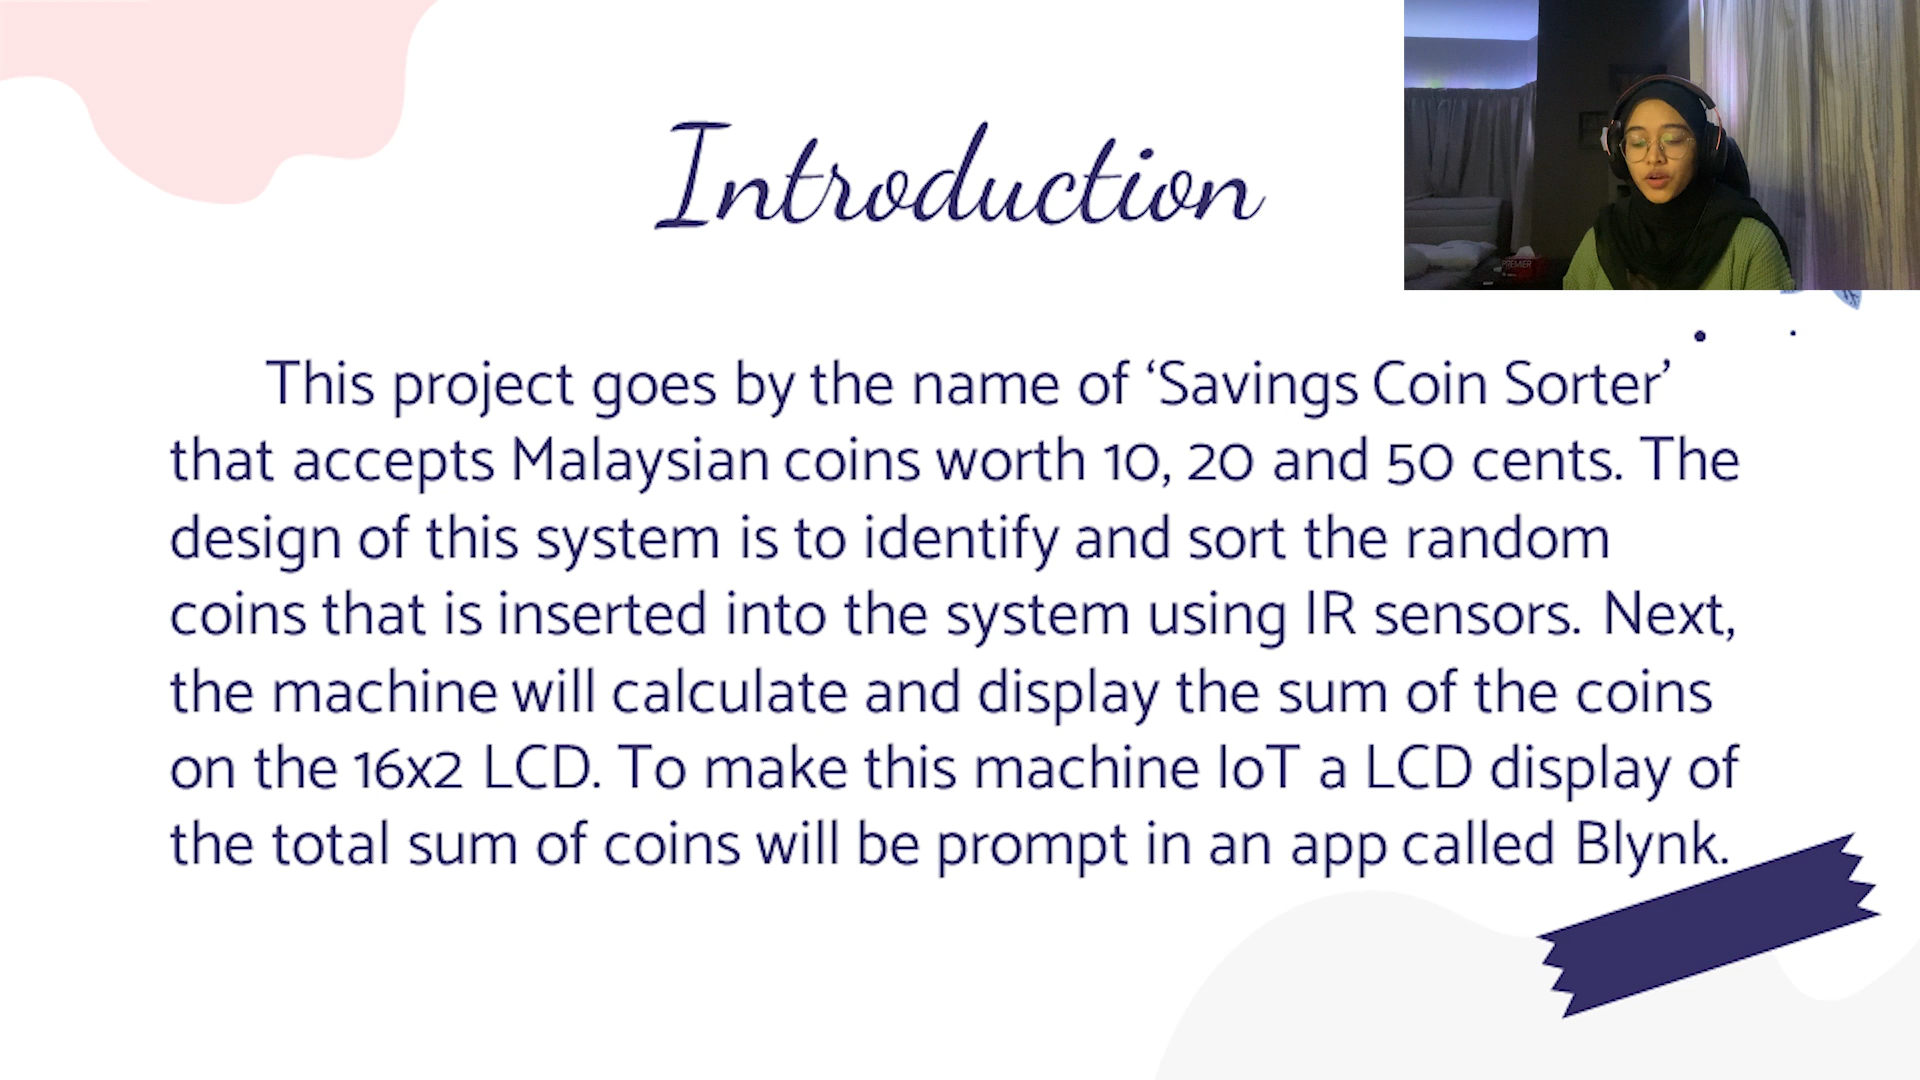 Introduction
PREMIER
This project goes by the name of ‘Savings Coin Sorter’
that accepts Malaysian coins worth 10, 20 and 50 cents. The
design of this system is to identify and sort the random
coins that is inserted into the system using IR sensors. Next,
the machine will calculate and display the sum of the coins
on the 16x2 LCD. To make this machine IoT a LCD display of
the total sum of coins will be prompt in an app called Blynk.